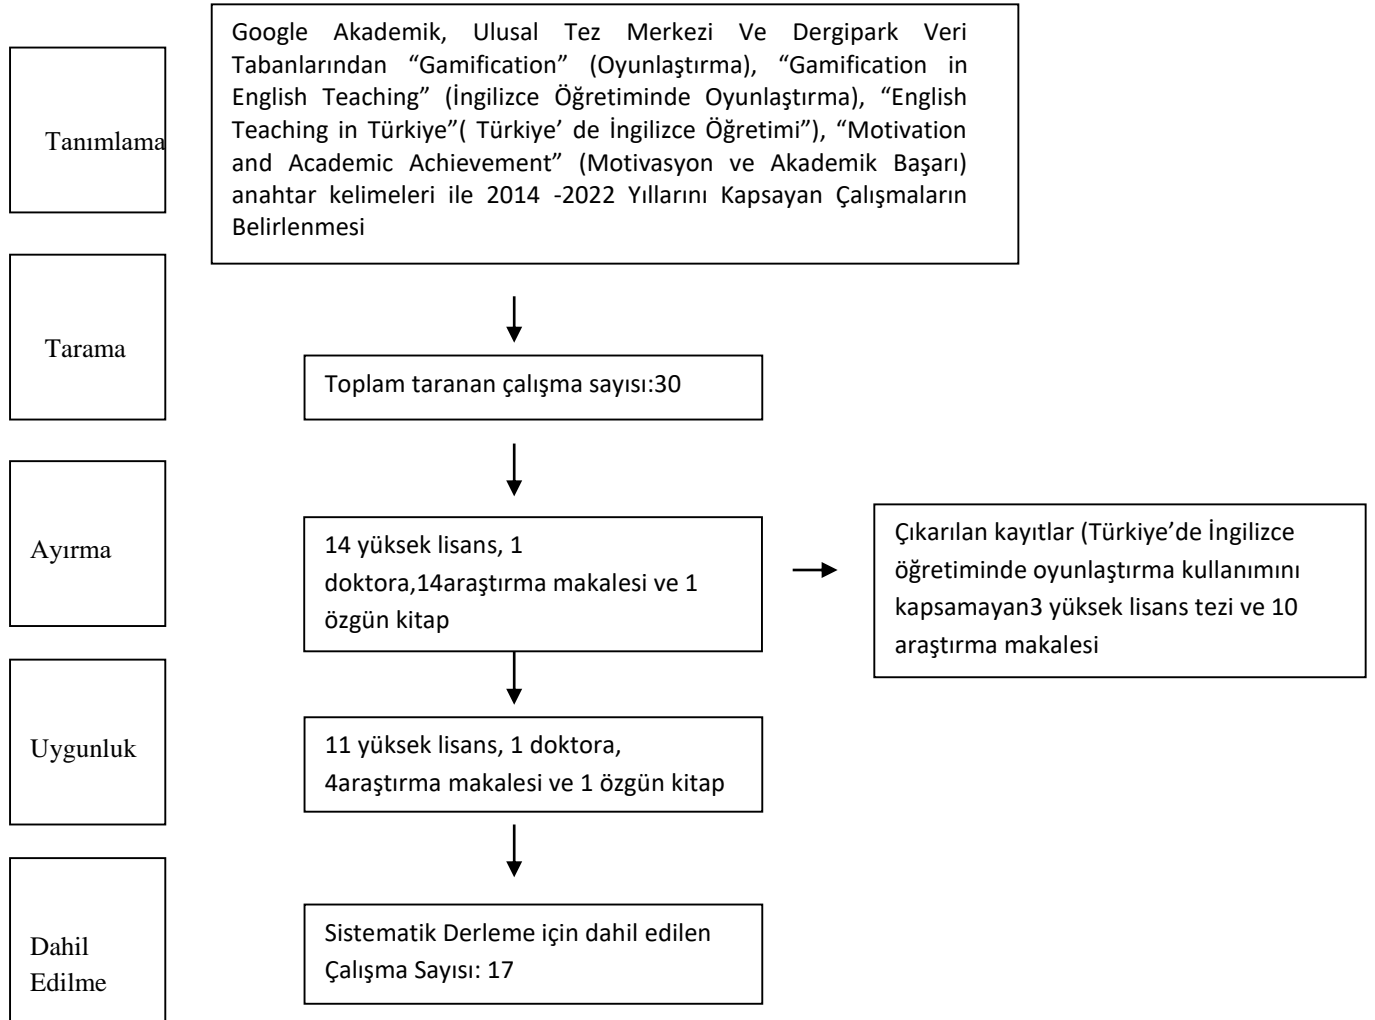 Google Akademik, Ulusal Tez Merkezi Ve Dergipark Veri
Tabanlarından “Gamification” (Oyunlaştırma), “Gamification in
English Teaching” (İngilizce Öğretiminde Oyunlaştırma), “English
Teaching in Türkiye”( Türkiye’ de İngilizce Öğretimi”), “Motivation
and Academic Achievement” (Motivasyon ve Akademik Başarı)
anahtar kelimeleri ile 2014 -2022 Yıllarını Kapsayan Çalışmaların
Belirlenmesi
Tanımlama
Tarama
Toplam taranan çalışma sayısı:30
Ayırma
14 yüksek lisans, 1
doktora,14araştırma makalesi ve 1
özgün kitap
Çıkarılan kayıtlar (Türkiye’de İngilizce
öğretiminde oyunlaştırma kullanımını
kapsamayan3 yüksek lisans tezi ve 10
araştırma makalesi
Uygunluk
11 yüksek lisans, 1 doktora,
4araştırma makalesi ve 1 özgün kitap
Dahil
Edilme
Sistematik Derleme için dahil edilen
Çalışma Sayısı: 17